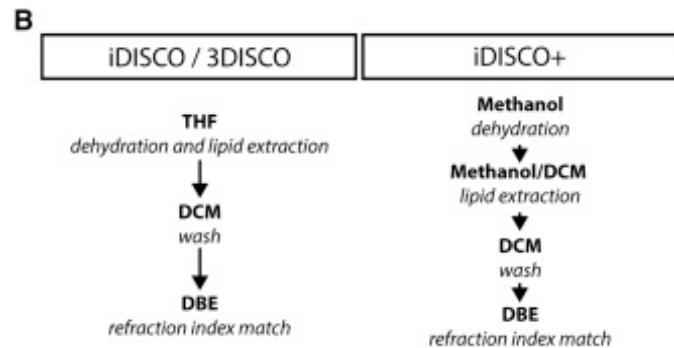 B
iDISCO / 3DISCO
THF
dehydration and lipid extraction
DCM
wash
DBE
refraction index match
iDISCO+
Methanol
dehydration
Methanol/DCM
lipid extraction
DCM
wash
DBE
refraction index match